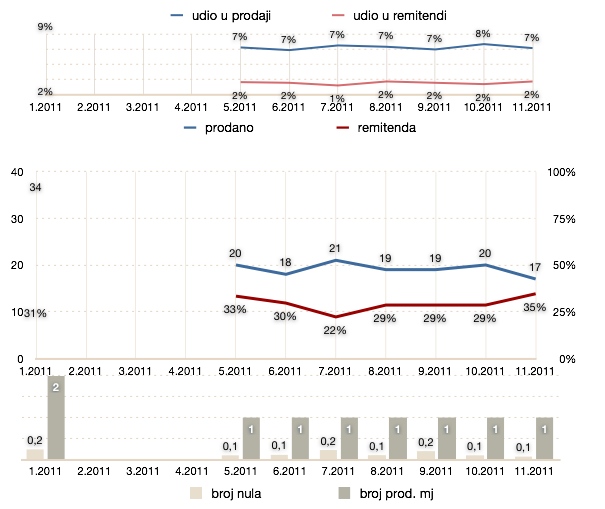 udio u prodaji udio u remitendi
9%
7% 7% 7% 7% 7% 8% 7%
2% 2% 2% 1% 2% 2% 2% 2%
1.2011 2.2011 3.2011 4.2011 5.2011 6.2011 7.2011 8.2011 9.2011 10.2011 11.2011
prodano remitenda
40 100%
34
30 75%
20 18 21 19 19 20 17
20 50%
10 31% 25%
33% 30% 22% 29% 29% 29% 35%
0 0%
1.2011 2.2011 3.2011 4.2011 5.2011 6.2011 7.2011 8.2011 9.2011 10.2011 11.2011
2
1 1 1 1 1 1 1
0,2 0,1 0,1 0,2 0,1 0,2 0,1 0,1
1.2011 2.2011 3.2011 4.2011 5.2011 6.2011 7.2011 8.2011 9.2011 10.2011 11.2011
broj nula broj prod. mj